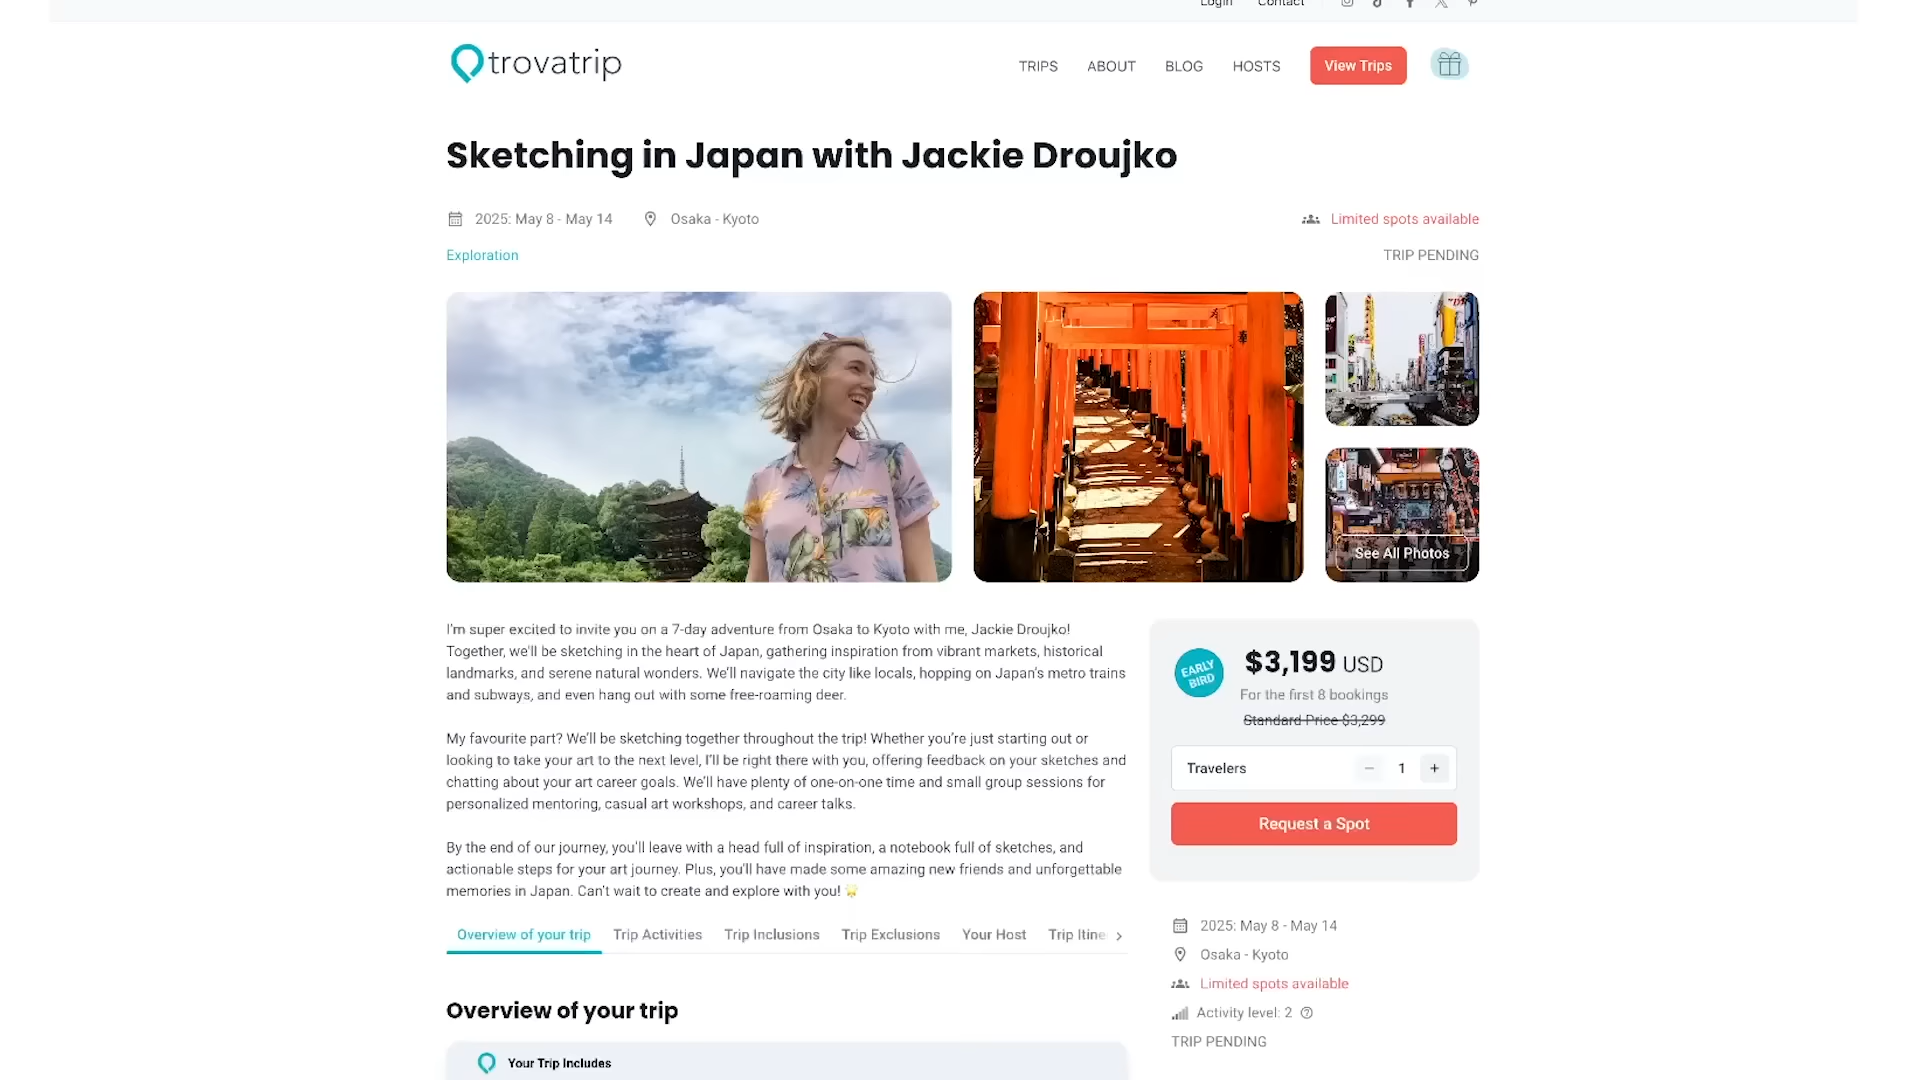 Login Contact
trovatrip
TRIPS ABOUT BLOG HOSTS View Trips
Sketching in Japan with Jackie Droujko
2025: May 8 - May 14 Osaka - Kyoto Limited spots available
Exploration TRIP PENDING
See All Photos
I'm super excited to invite you on a 7-day adventure from Osaka to Kyoto with me, Jackie Droujko!
Together, we'll be sketching in the heart of Japan, gathering inspiration from vibrant markets, historical
landmarks, and serene natural wonders. We'll navigate the city like locals, hopping on Japan's metro trains
and subways, and even hang out with some free-roaming deer.
My favourite part? We'll be sketching together throughout the trip! Whether you're just starting out or
looking to take your art to the next level, I'll be right there with you, offering feedback on your sketches and
chatting about your art career goals. We'll have plenty of one-on-one time and small group sessions for
personalized mentoring, casual art workshops, and career talks.
By the end of our journey, you'll leave with a head full of inspiration, a notebook full of sketches, and
actionable steps for your art journey. Plus, you'll have made some amazing new friends and unforgettable
memories in Japan. Can't wait to create and explore with you! 🌟
Overview of your trip Trip Activities Trip Inclusions Trip Exclusions Your Host Trip Itine
Overview of your trip
Your Trip Includes
EARLY
BIRD
$3,199 USD
For the first 8 bookings
Standard Price $3,299
Travelers − 1 +
Request a Spot
2025: May 8 - May 14
Osaka - Kyoto
Limited spots available
Activity level: 2
TRIP PENDING